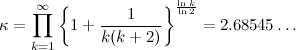 κ = ∏_{k=1}^{∞} { 1 + 1/(k(k + 2)) }^{ln k/ln 2} = 2.68545 …